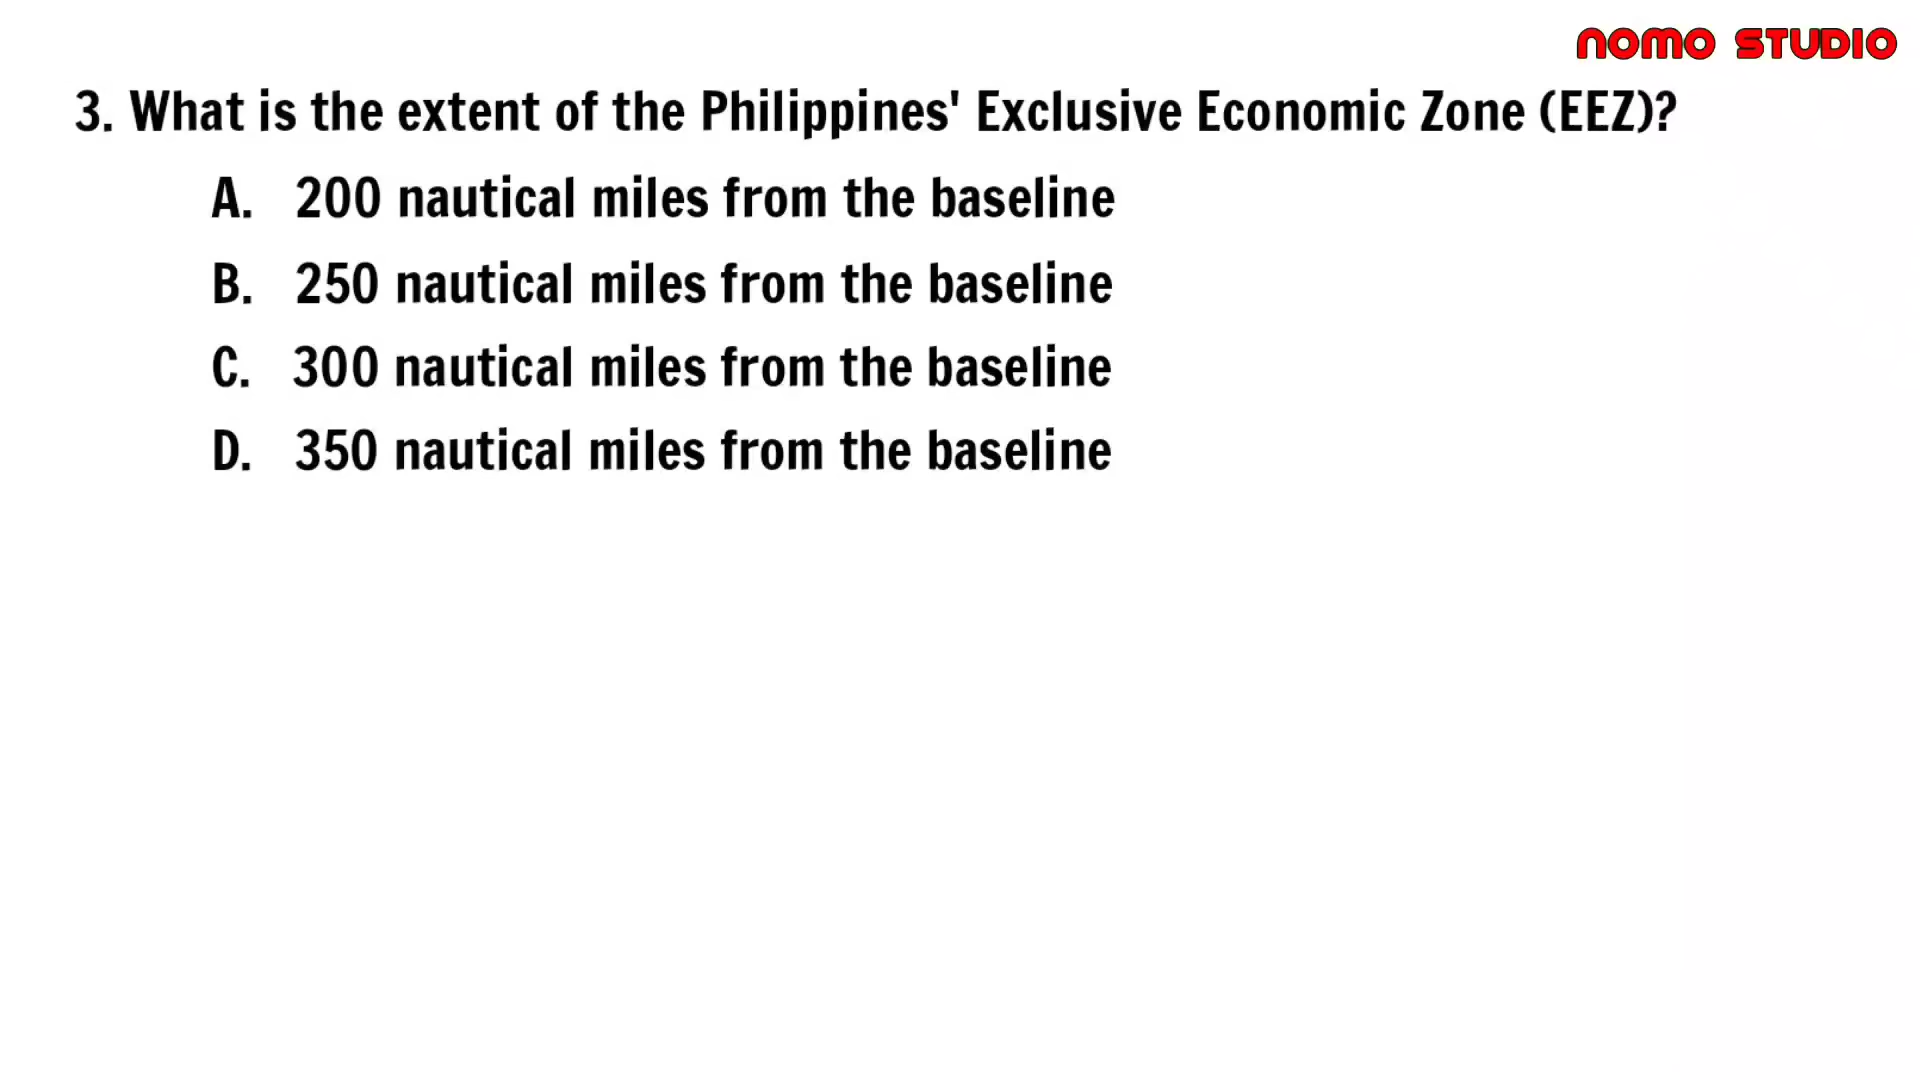 NOMO STUDIO
3. What is the extent of the Philippines' Exclusive Economic Zone (EEZ)?
A. 200 nautical miles from the baseline
B. 250 nautical miles from the baseline
C. 300 nautical miles from the baseline
D. 350 nautical miles from the baseline